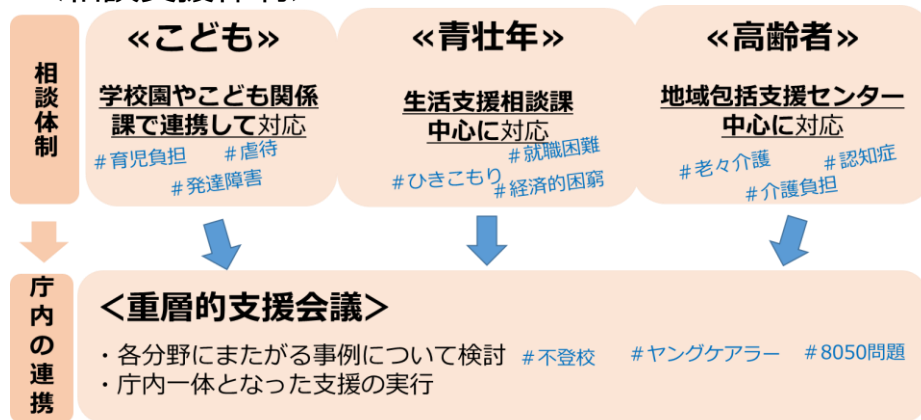 相談体制
≪こども≫
学校園やこども関係
課で連携して対応
#育児負担 #虐待
#発達障害
≪青壮年≫
生活支援相談課
中心に対応
#就職困難
#ひきこもり
#経済的困窮
≪高齢者≫
地域包括支援センター
中心に対応
#老々介護 #認知症
#介護負担
庁内の連携
<重層的支援会議>
・各分野にまたがる事例について検討 #不登校 #ヤングケアラー #8050問題
・庁内一体となった支援の実行